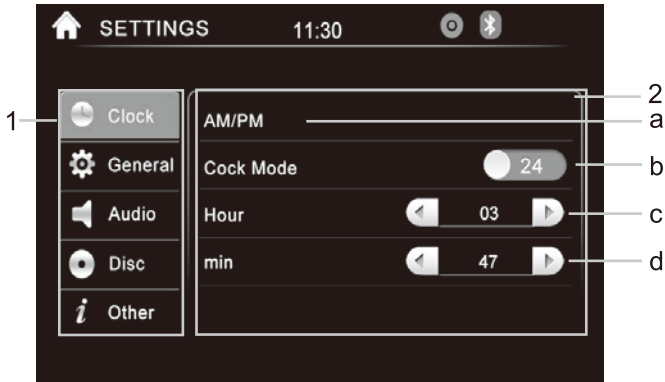 SETTINGS 11:30
1
2
Clock
AM/PM
a
General
Cock Mode
24
b
Audio
Hour
03
c
Disc
min
47
d
i Other